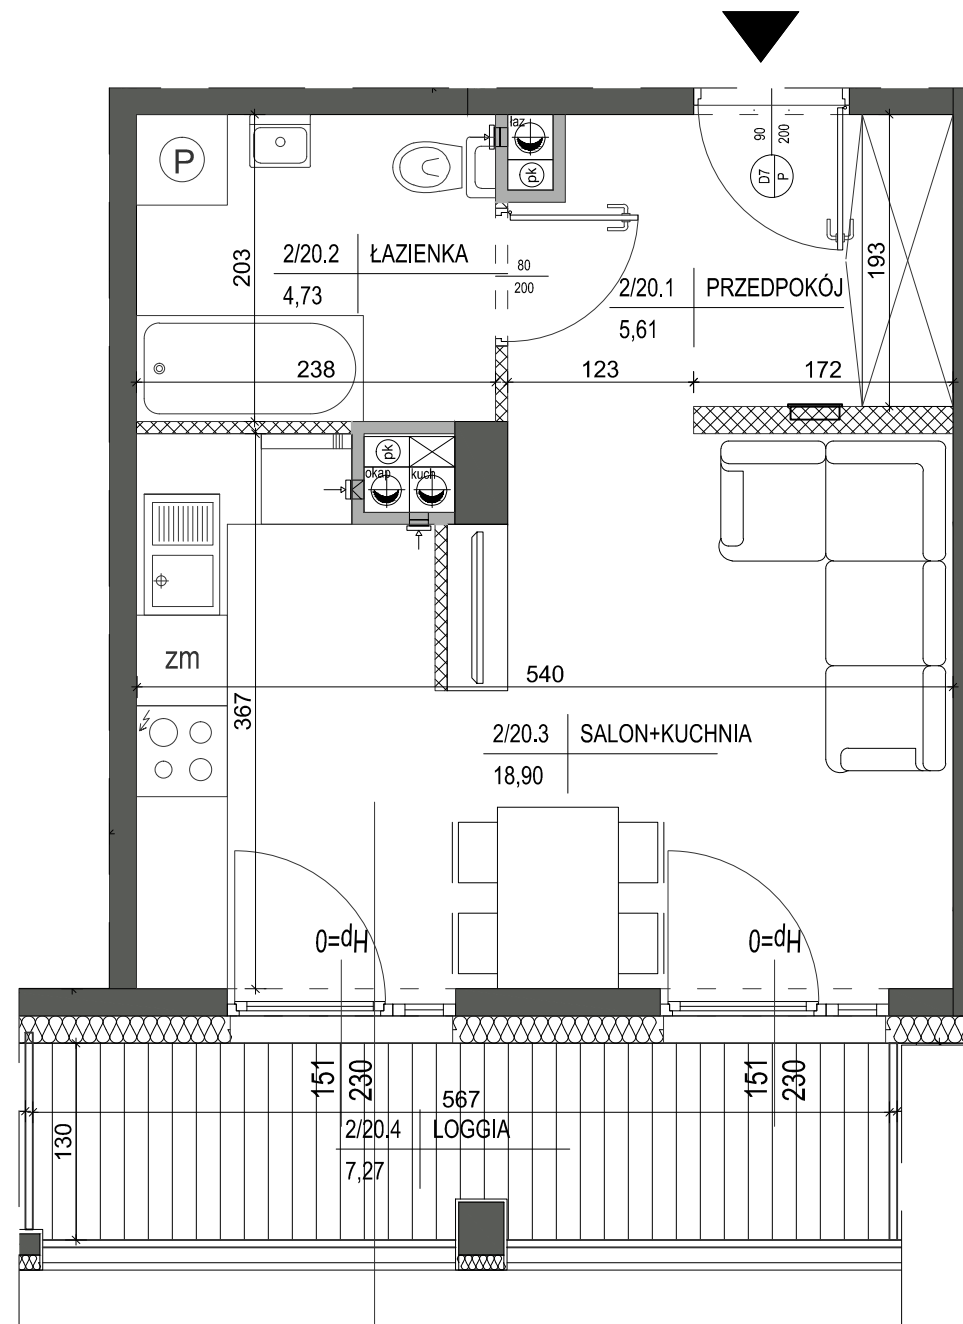 łaz
90
200
P
pk
D7
P
2/20.2 ŁAZIENKA
4,73
203
80
200
193
2/20.1 PRZEDPOKÓJ
5,61
238
123
172
pk
okap
kuch
zm
540
367
2/20.3 SALON+KUCHNIA
18,90
Hp=0
Hp=0
151
230
151
230
567
130
2/20.4 LOGGIA
7,27